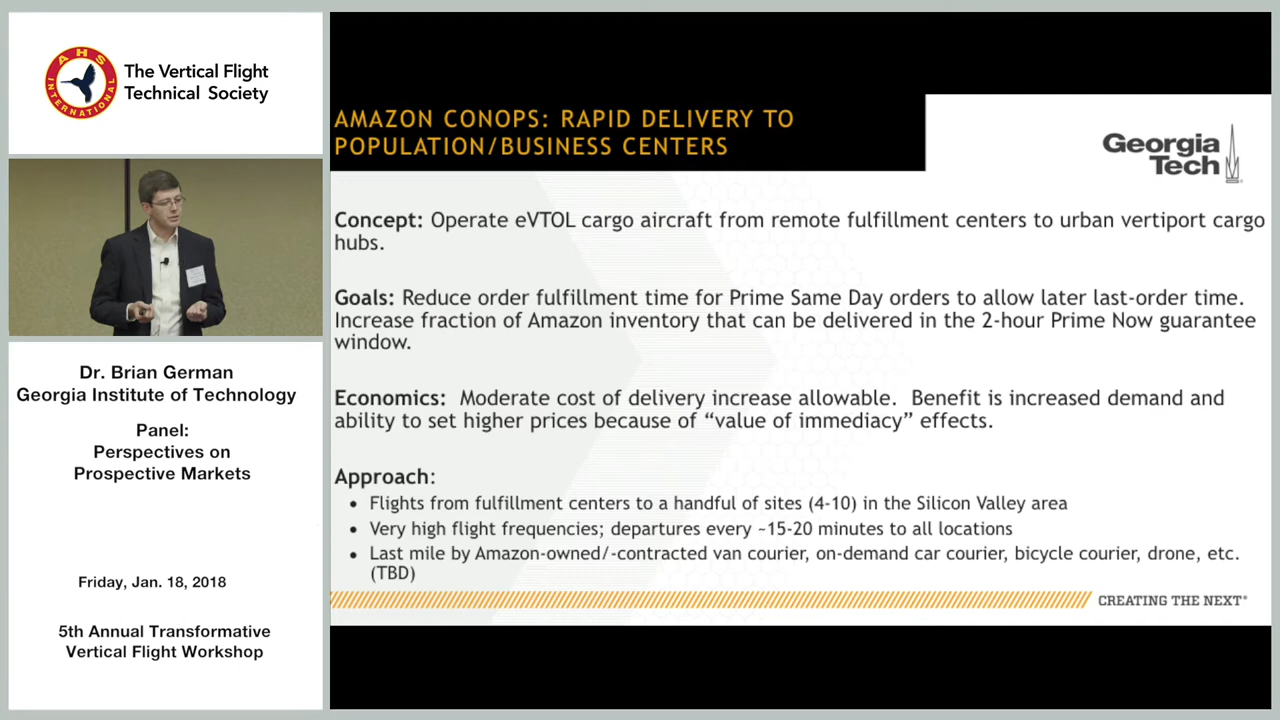 AHS
INTERNATIONAL
The Vertical Flight
Technical Society
Dr. Brian German
Georgia Institute of Technology
Panel:
Perspectives on
Prospective Markets
Friday, Jan. 18, 2018
5th Annual Transformative
Vertical Flight Workshop
AMAZON CONOPS: RAPID DELIVERY TO
POPULATION/BUSINESS CENTERS
Georgia
Tech
Concept: Operate eVTOL cargo aircraft from remote fulfillment centers to urban vertiport cargo
hubs.
Goals: Reduce order fulfillment time for Prime Same Day orders to allow later last-order time.
Increase fraction of Amazon inventory that can be delivered in the 2-hour Prime Now guarantee
window.
Economics: Moderate cost of delivery increase allowable. Benefit is increased demand and
ability to set higher prices because of “value of immediacy” effects.
Approach:
• Flights from fulfillment centers to a handful of sites (4-10) in the Silicon Valley area
• Very high flight frequencies; departures every ~15-20 minutes to all locations
• Last mile by Amazon-owned/-contracted van courier, on-demand car courier, bicycle courier, drone, etc.
(TBD)
CREATING THE NEXT®